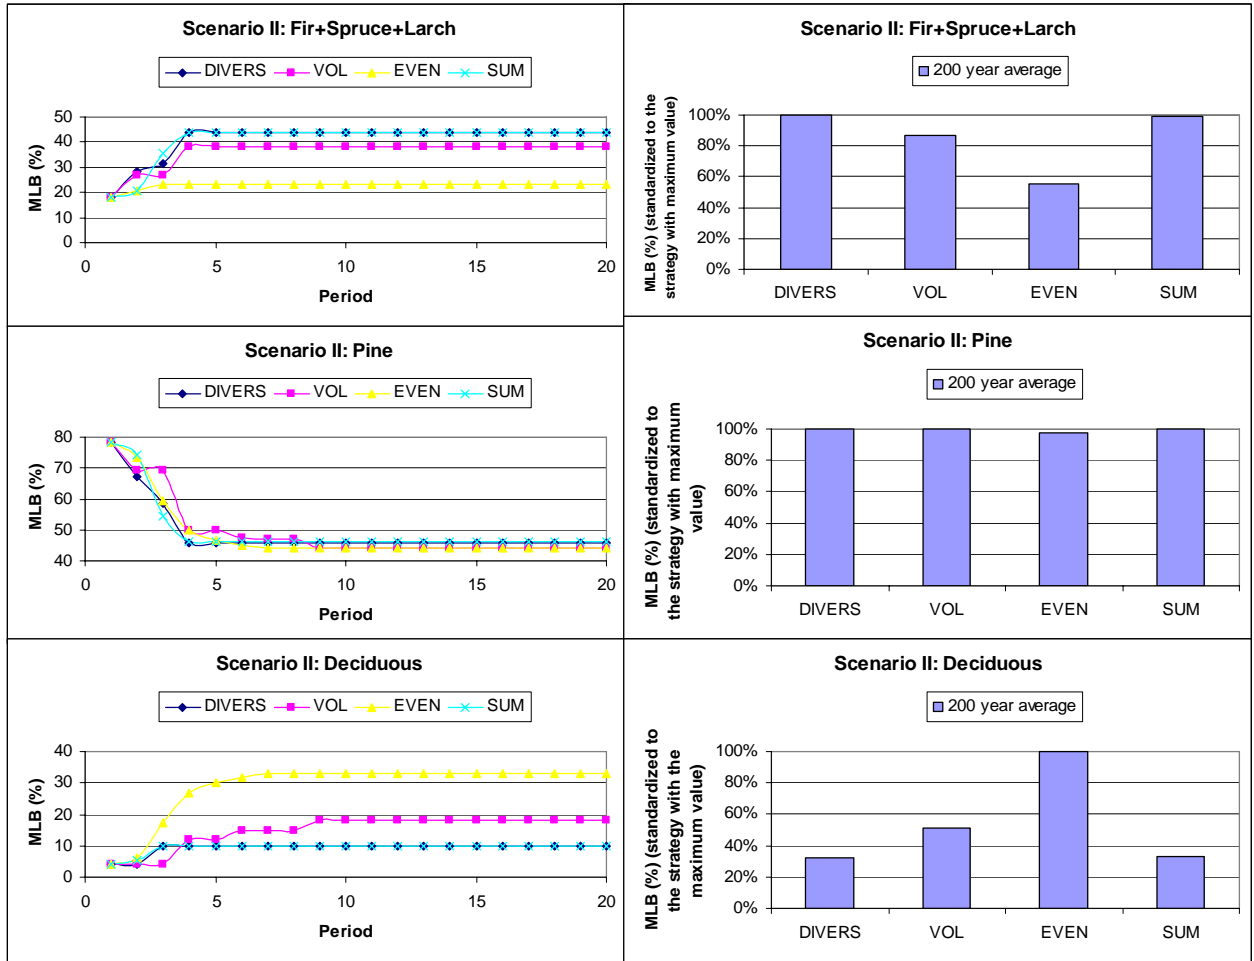 Scenario II: Fir+Spruce+Larch
DIVERS VOL EVEN SUM
MLB (%)
50
40
30
20
10
0
0 5 10 15 20
Period
Scenario II: Fir+Spruce+Larch
200 year average
MLB (%) (standardized to the
strategy with maximum value)
100%
80%
60%
40%
20%
0%
DIVERS VOL EVEN SUM
Scenario II: Pine
DIVERS VOL EVEN SUM
MLB (%)
80
70
60
50
40
0 5 10 15 20
Period
Scenario II: Pine
200 year average
MLB (%) (standardized to
the strategy with maximum
value)
100%
80%
60%
40%
20%
0%
DIVERS VOL EVEN SUM
Scenario II: Deciduous
DIVERS VOL EVEN SUM
MLB (%)
40
30
20
10
0
0 5 10 15 20
Period
Scenario II: Deciduous
200 year average
MLB (%) (standardized to
the strategy with the
maximum value)
100%
80%
60%
40%
20%
0%
DIVERS VOL EVEN SUM